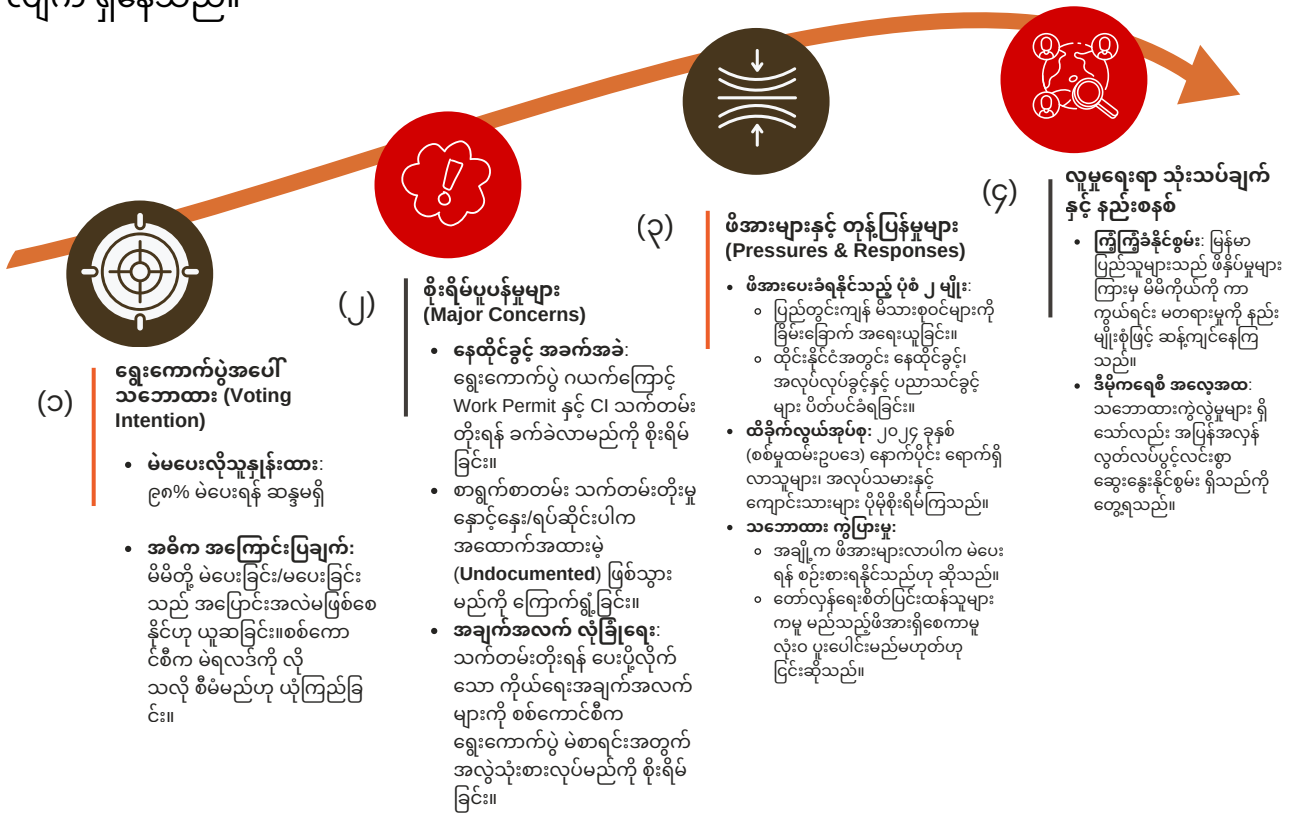 ရှိနေသည်။
(၁)
ရွေးကောက်ပွဲအပေါ်
သဘောထား (Voting
Intention)
• မဲမပေးလိုသူနှုန်းထား:
၉၈% မဲပေးရန် ဆန္ဒမရှိ
• အဓိက အကြောင်းပြချက်:
မိမိတို့ မဲပေးခြင်း/မပေးခြင်း
သည် အပြောင်းအလဲမဖြစ်စေ
နိုင်ဟု ယူဆခြင်း။စစ်ကော
င်စီက မဲရလဒ်ကို လို
သလို စီမံမည်ဟု ယုံကြည်ခြ
င်း။
(၂)
စိုးရိမ်ပူပန်မှုများ
(Major Concerns)
• နေထိုင်ခွင့် အခက်အခဲ:
ရွေးကောက်ပွဲ ဂယက်ကြောင့်
Work Permit နှင့် CI သက်တမ်း
တိုးရန် ခက်ခဲလာမည်ကို စိုးရိမ်
ခြင်း။
• စာရွက်စာတမ်း သက်တမ်းတိုးမှု
နှောင့်နှေး/ရပ်ဆိုင်းပါက
အထောက်အထားမဲ့
(Undocumented) ဖြစ်သွား
မည်ကို ကြောက်ရွံ့ခြင်း။
• အချက်အလက် လုံခြုံရေး:
သက်တမ်းတိုးရန် ပေးပို့လိုက်
သော ကိုယ်ရေးအချက်အလက်
များကို စစ်ကောင်စီက
ရွေးကောက်ပွဲ မဲစာရင်းအတွက်
အလွဲသုံးစားလုပ်မည်ကို စိုးရိမ်
ခြင်း။
(၃)
ဖိအားများနှင့် တုန့်ပြန်မှုများ
(Pressures & Responses)
• ဖိအားပေးခံရနိုင်သည့် ပုံစံ ၂ မျိုး:
ပြည်တွင်းကျန် မိသားစုဝင်များကို
ခြိမ်းခြောက် အရေးယူခြင်း။
ထိုင်းနိုင်ငံအတွင်း နေထိုင်ခွင့်၊
အလုပ်လုပ်ခွင့်နှင့် ပညာသင်ခွင့်
များ ပိတ်ပင်ခံရခြင်း။
• ထိခိုက်လွယ်အုပ်စု: ၂၀၂၄ ခုနှစ်
(စစ်မှုထမ်းဥပဒေ) နောက်ပိုင်း ရောက်ရှိ
လာသူများ၊ အလုပ်သမားနှင့်
ကျောင်းသားများ ပိုမိုစိုးရိမ်ကြသည်။
• သဘောထား ကွဲပြားမှု:
အချို့က ဖိအားများလာပါက မဲပေး
ရန် စဉ်းစားရနိုင်သည်ဟု ဆိုသည်။
တော်လှန်ရေးစိတ်ပြင်းထန်သူများ
ကမူ မည်သည့်ဖိအားရှိစေကာမူ
လုံးဝ ပူးပေါင်းမည်မဟုတ်ဟု
ငြင်းဆိုသည်။
(၄)
လူမှုရေးရာ သုံးသပ်ချက်
နှင့် နည်းစနစ်
• ကြံ့ကြံ့ခံနိုင်စွမ်း: မြန်မာ
ပြည်သူများသည် ဖိနှိပ်မှုများ
ကြားမှ မိမိကိုယ်ကို ကာ
ကွယ်ရင်း မတရားမှုကို နည်း
မျိုးစုံဖြင့် ဆန့်ကျင်နေကြ
သည်။
• ဒီမိုကရေစီ အလေ့အထ:
သဘောထားကွဲလွဲမှုများ ရှိ
သော်လည်း အပြန်အလှန်
လွတ်လပ်ပွင့်လင်းစွာ
ဆွေးနွေးနိုင်စွမ်း ရှိသည်ကို
တွေ့ရသည်။